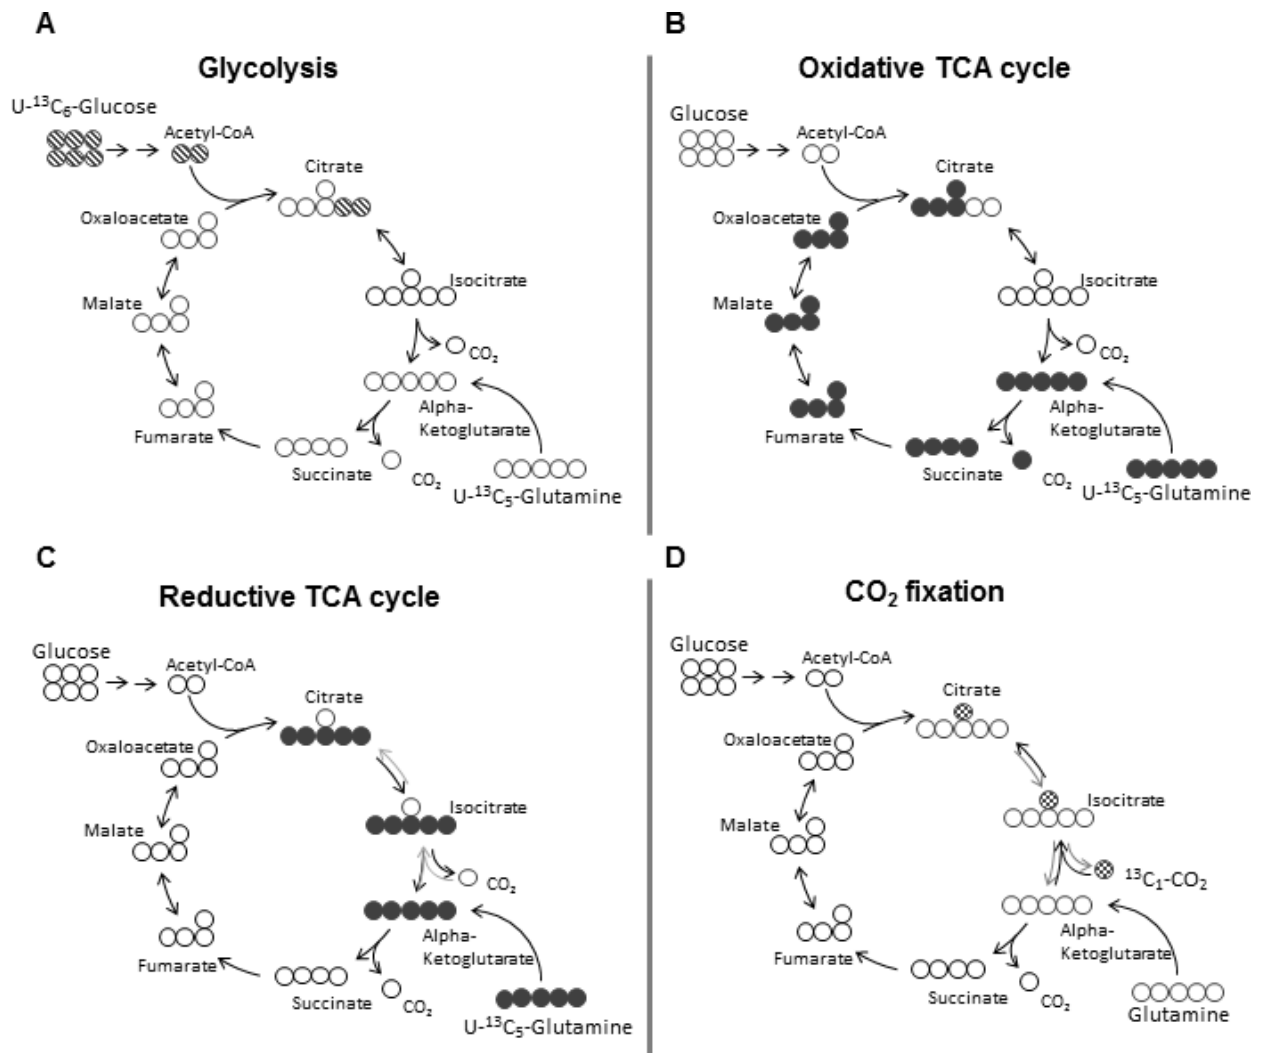 A
Glycolysis
U-¹³C₆-Glucose
Acetyl-CoA
Citrate
Oxaloacetate
Isocitrate
Malate
CO₂
Alpha-
Ketoglutarate
Fumarate
Succinate
CO₂
U-¹³C₅-Glutamine
B
Oxidative TCA cycle
Glucose
Acetyl-CoA
Citrate
Oxaloacetate
Isocitrate
Malate
CO₂
Alpha-
Ketoglutarate
Fumarate
Succinate
CO₂
U-¹³C₅-Glutamine
C
Reductive TCA cycle
Glucose
Acetyl-CoA
Citrate
Oxaloacetate
Isocitrate
Malate
CO₂
Alpha-
Ketoglutarate
Fumarate
Succinate
CO₂
U-¹³C₅-Glutamine
D
CO₂ fixation
Glucose
Acetyl-CoA
Citrate
Oxaloacetate
Isocitrate
Malate
¹³C₁-CO₂
Alpha-
Ketoglutarate
Fumarate
Succinate
CO₂
Glutamine